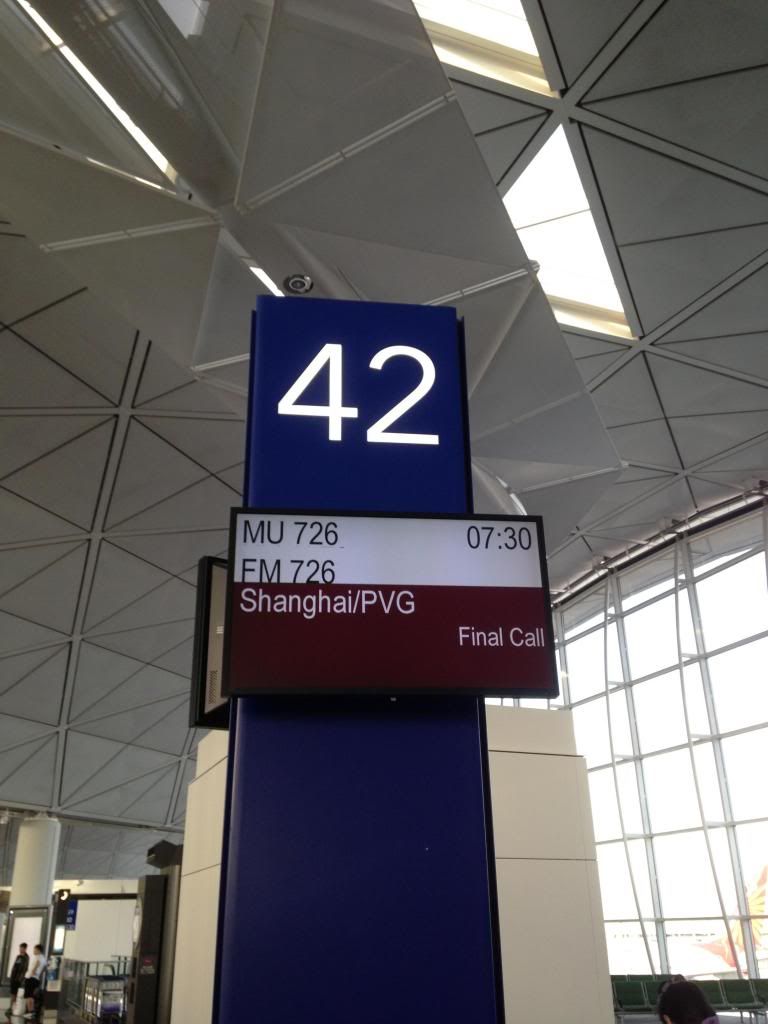 42
MU 726 07:30
FM 726
Shanghai/PVG
Final Call